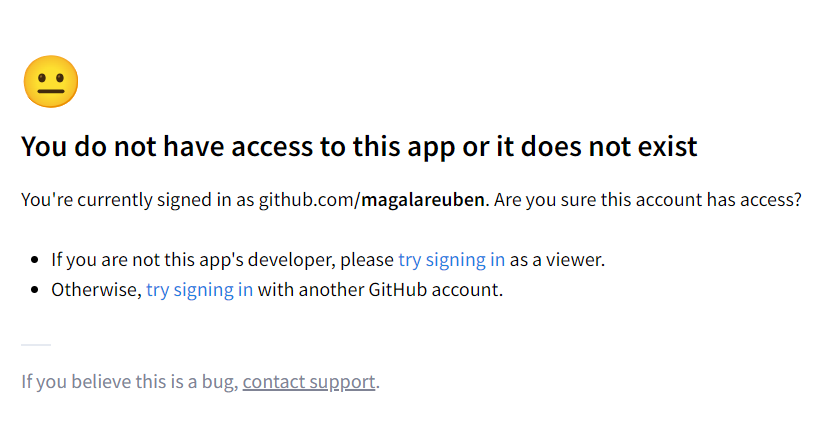 You do not have access to this app or it does not exist
You're currently signed in as github.com/magalareuben. Are you sure this account has access?
If you are not this app's developer, please try signing in as a viewer.
Otherwise, try signing in with another GitHub account.
If you believe this is a bug, contact support.